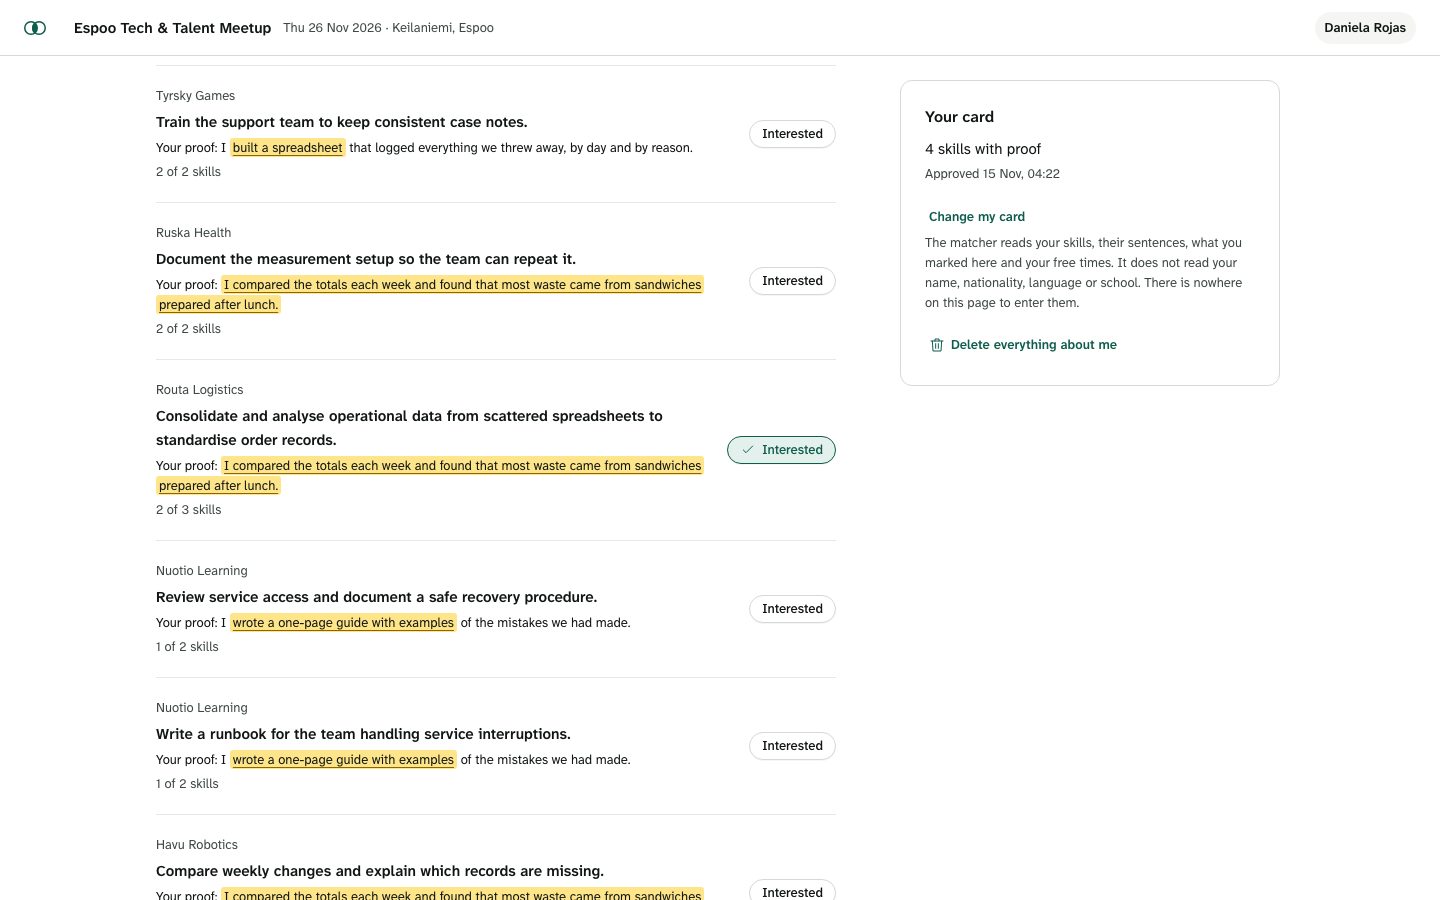 Espoo Tech & Talent Meetup Thu 26 Nov 2026 · Keilaniemi, Espoo
Daniela Rojas
Tyrsky Games
Train the support team to keep consistent case notes.
Your proof: I built a spreadsheet that logged everything we threw away, by day and by reason.
2 of 2 skills
Interested
Ruska Health
Document the measurement setup so the team can repeat it.
Your proof: I compared the totals each week and found that most waste came from sandwiches
prepared after lunch.
2 of 2 skills
Interested
Routa Logistics
Consolidate and analyse operational data from scattered spreadsheets to
standardise order records.
Your proof: I compared the totals each week and found that most waste came from sandwiches
prepared after lunch.
2 of 3 skills
Interested
Nuotio Learning
Review service access and document a safe recovery procedure.
Your proof: I wrote a one-page guide with examples of the mistakes we had made.
1 of 2 skills
Interested
Nuotio Learning
Write a runbook for the team handling service interruptions.
Your proof: I wrote a one-page guide with examples of the mistakes we had made.
1 of 2 skills
Interested
Havu Robotics
Compare weekly changes and explain which records are missing.
Your proof: I compared the totals each week and found that most waste came from sandwiches
Interested
Your card
4 skills with proof
Approved 15 Nov, 04:22
Change my card
The matcher reads your skills, their sentences, what you
marked here and your free times. It does not read your
name, nationality, language or school. There is nowhere
on this page to enter them.
Delete everything about me